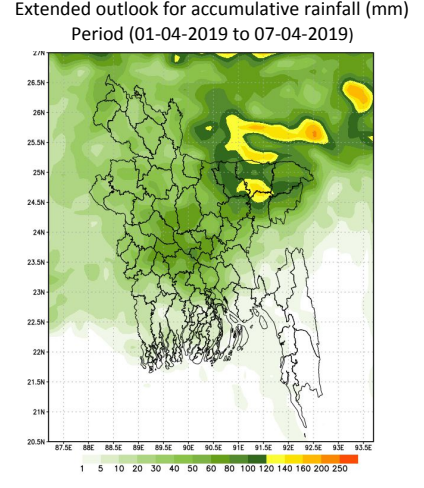 Extended outlook for accumulative rainfall (mm)
Period (01-04-2019 to 07-04-2019)
27N
26.5N
26N
25.5N
25N
24.5N
24N
23.5N
23N
22.5N
22N
21.5N
21N
20.5N
87.5E 88E 88.5E 89E 89.5E 90E 90.5E 91E 91.5E 92E 92.5E 93E 93.5E
1 5 10 20 30 40 50 60 80 100 120 140 160 200 250